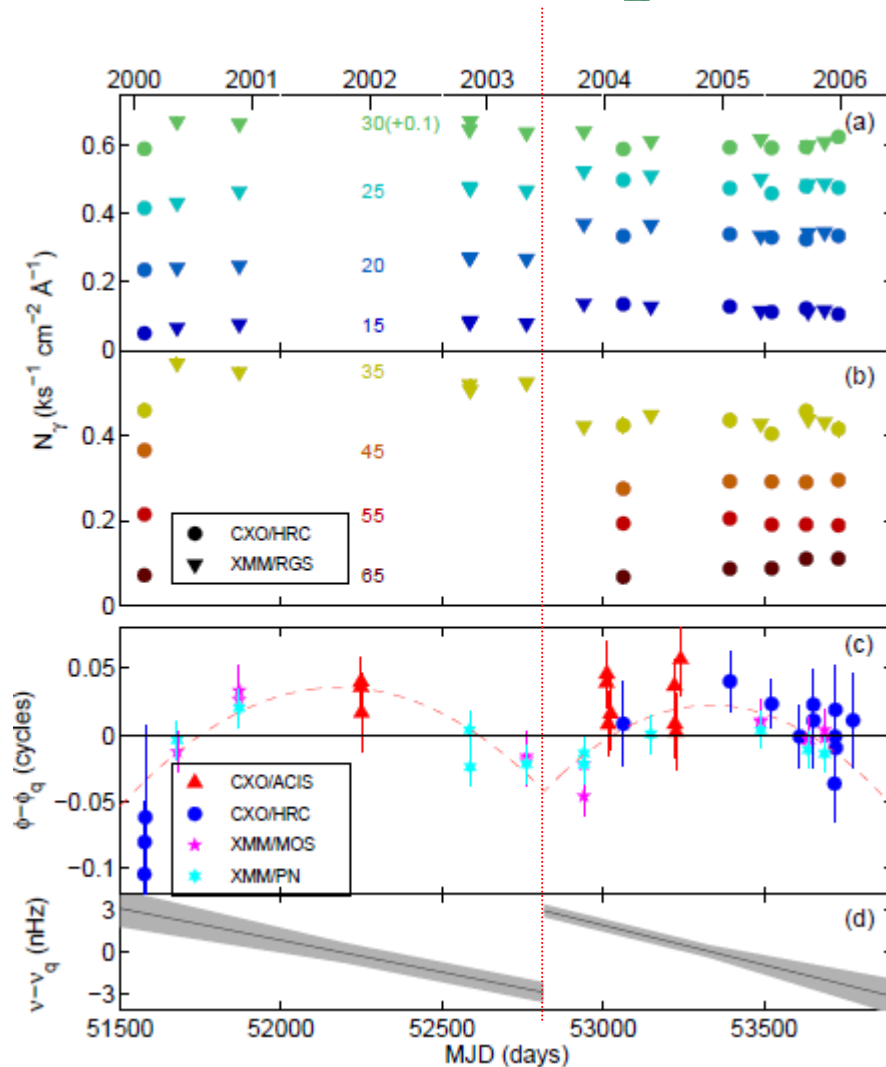 2000 2001 2002 2003 2004 2005 2006
(a)
30(+0.1)
25
20
15
0.6
0.4
0.2
0
N_γ (ks⁻¹ cm⁻² A⁻¹)
(b)
35
45
55
65
0.4
0.2
0
CXO/HRC
XMM/RGS
(c)
0.05
0
−0.05
−0.1
ϕ−ϕ_q (cycles)
CXO/ACIS
CXO/HRC
XMM/MOS
XMM/PN
(d)
3
0
−3
ν−ν_q (nHz)
51500 52000 52500 53000 53500
MJD (days)